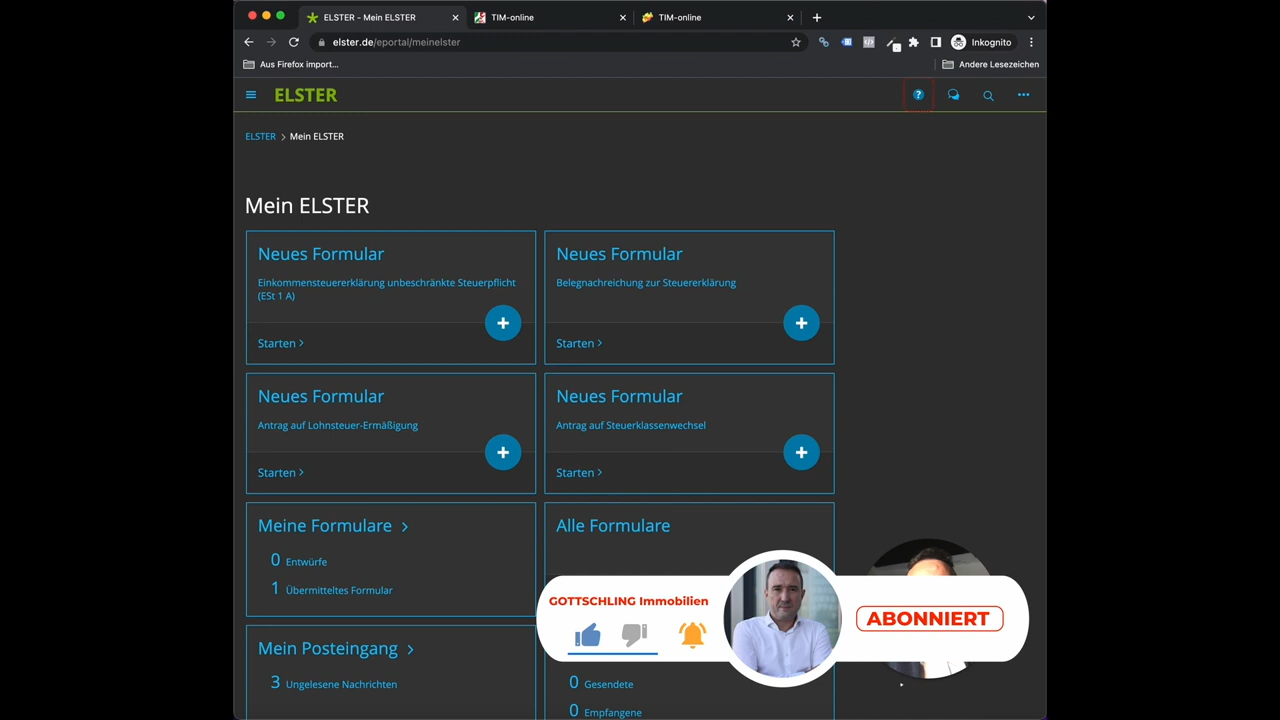 ELSTER - Mein ELSTER
TIM-online
TIM-online
elster.de/eportal/meinelster
Inkognito
Aus Firefox import...
Andere Lesezeichen
ELSTER
ELSTER > Mein ELSTER
Mein ELSTER
Neues Formular
Einkommensteuererklärung unbeschränkte Steuerpflicht
(ESt 1 A)
Starten >
Neues Formular
Belegnachreichung zur Steuererklärung
Starten >
Neues Formular
Antrag auf Lohnsteuer-Ermäßigung
Starten >
Neues Formular
Antrag auf Steuerklassenwechsel
Starten >
Meine Formulare >
0 Entwürfe
1 Übermitteltes Formular
Alle Formulare
Mein Posteingang >
3 Ungelesene Nachrichten
0 Gesendete
0 Empfangene
GOTTSCHLING Immobilien
ABONNIERT